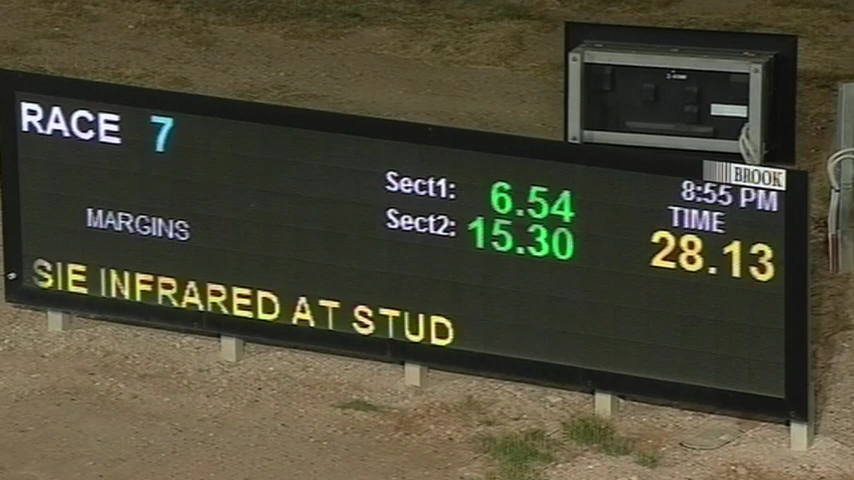 RACE 7
BROOK
Sect1: 6.54
8:55 PM
MARGINS
Sect2: 15.30
TIME
28.13
SIE INFRARED AT STUD